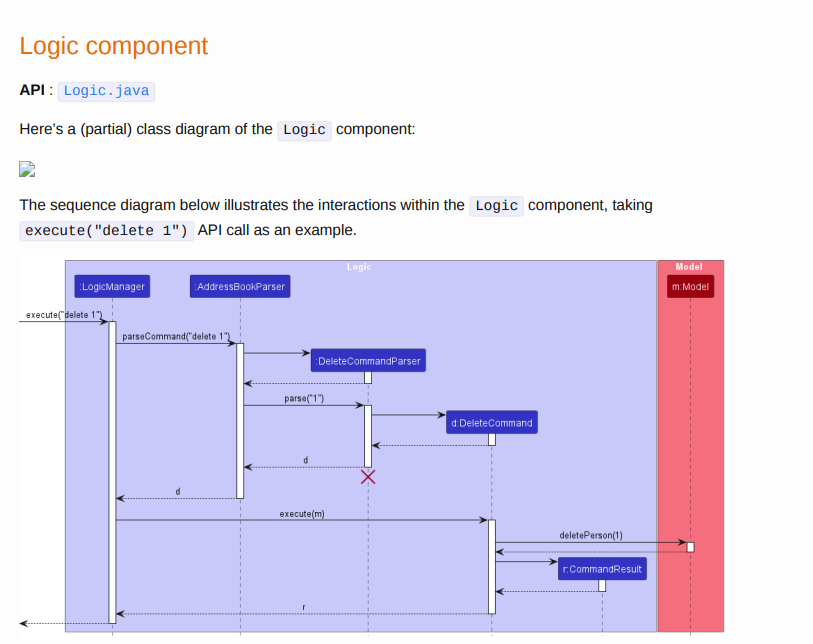 Logic component
API : Logic.java
Here's a (partial) class diagram of the Logic component:
The sequence diagram below illustrates the interactions within the Logic component, taking
execute("delete 1") API call as an example.
Logic
Model
:LogicManager
:AddressBookParser
m:Model
execute("delete 1")
parseCommand("delete 1")
:DeleteCommandParser
parse("1")
d:DeleteCommand
d
d
execute(m)
deletePerson(1)
r:CommandResult
r